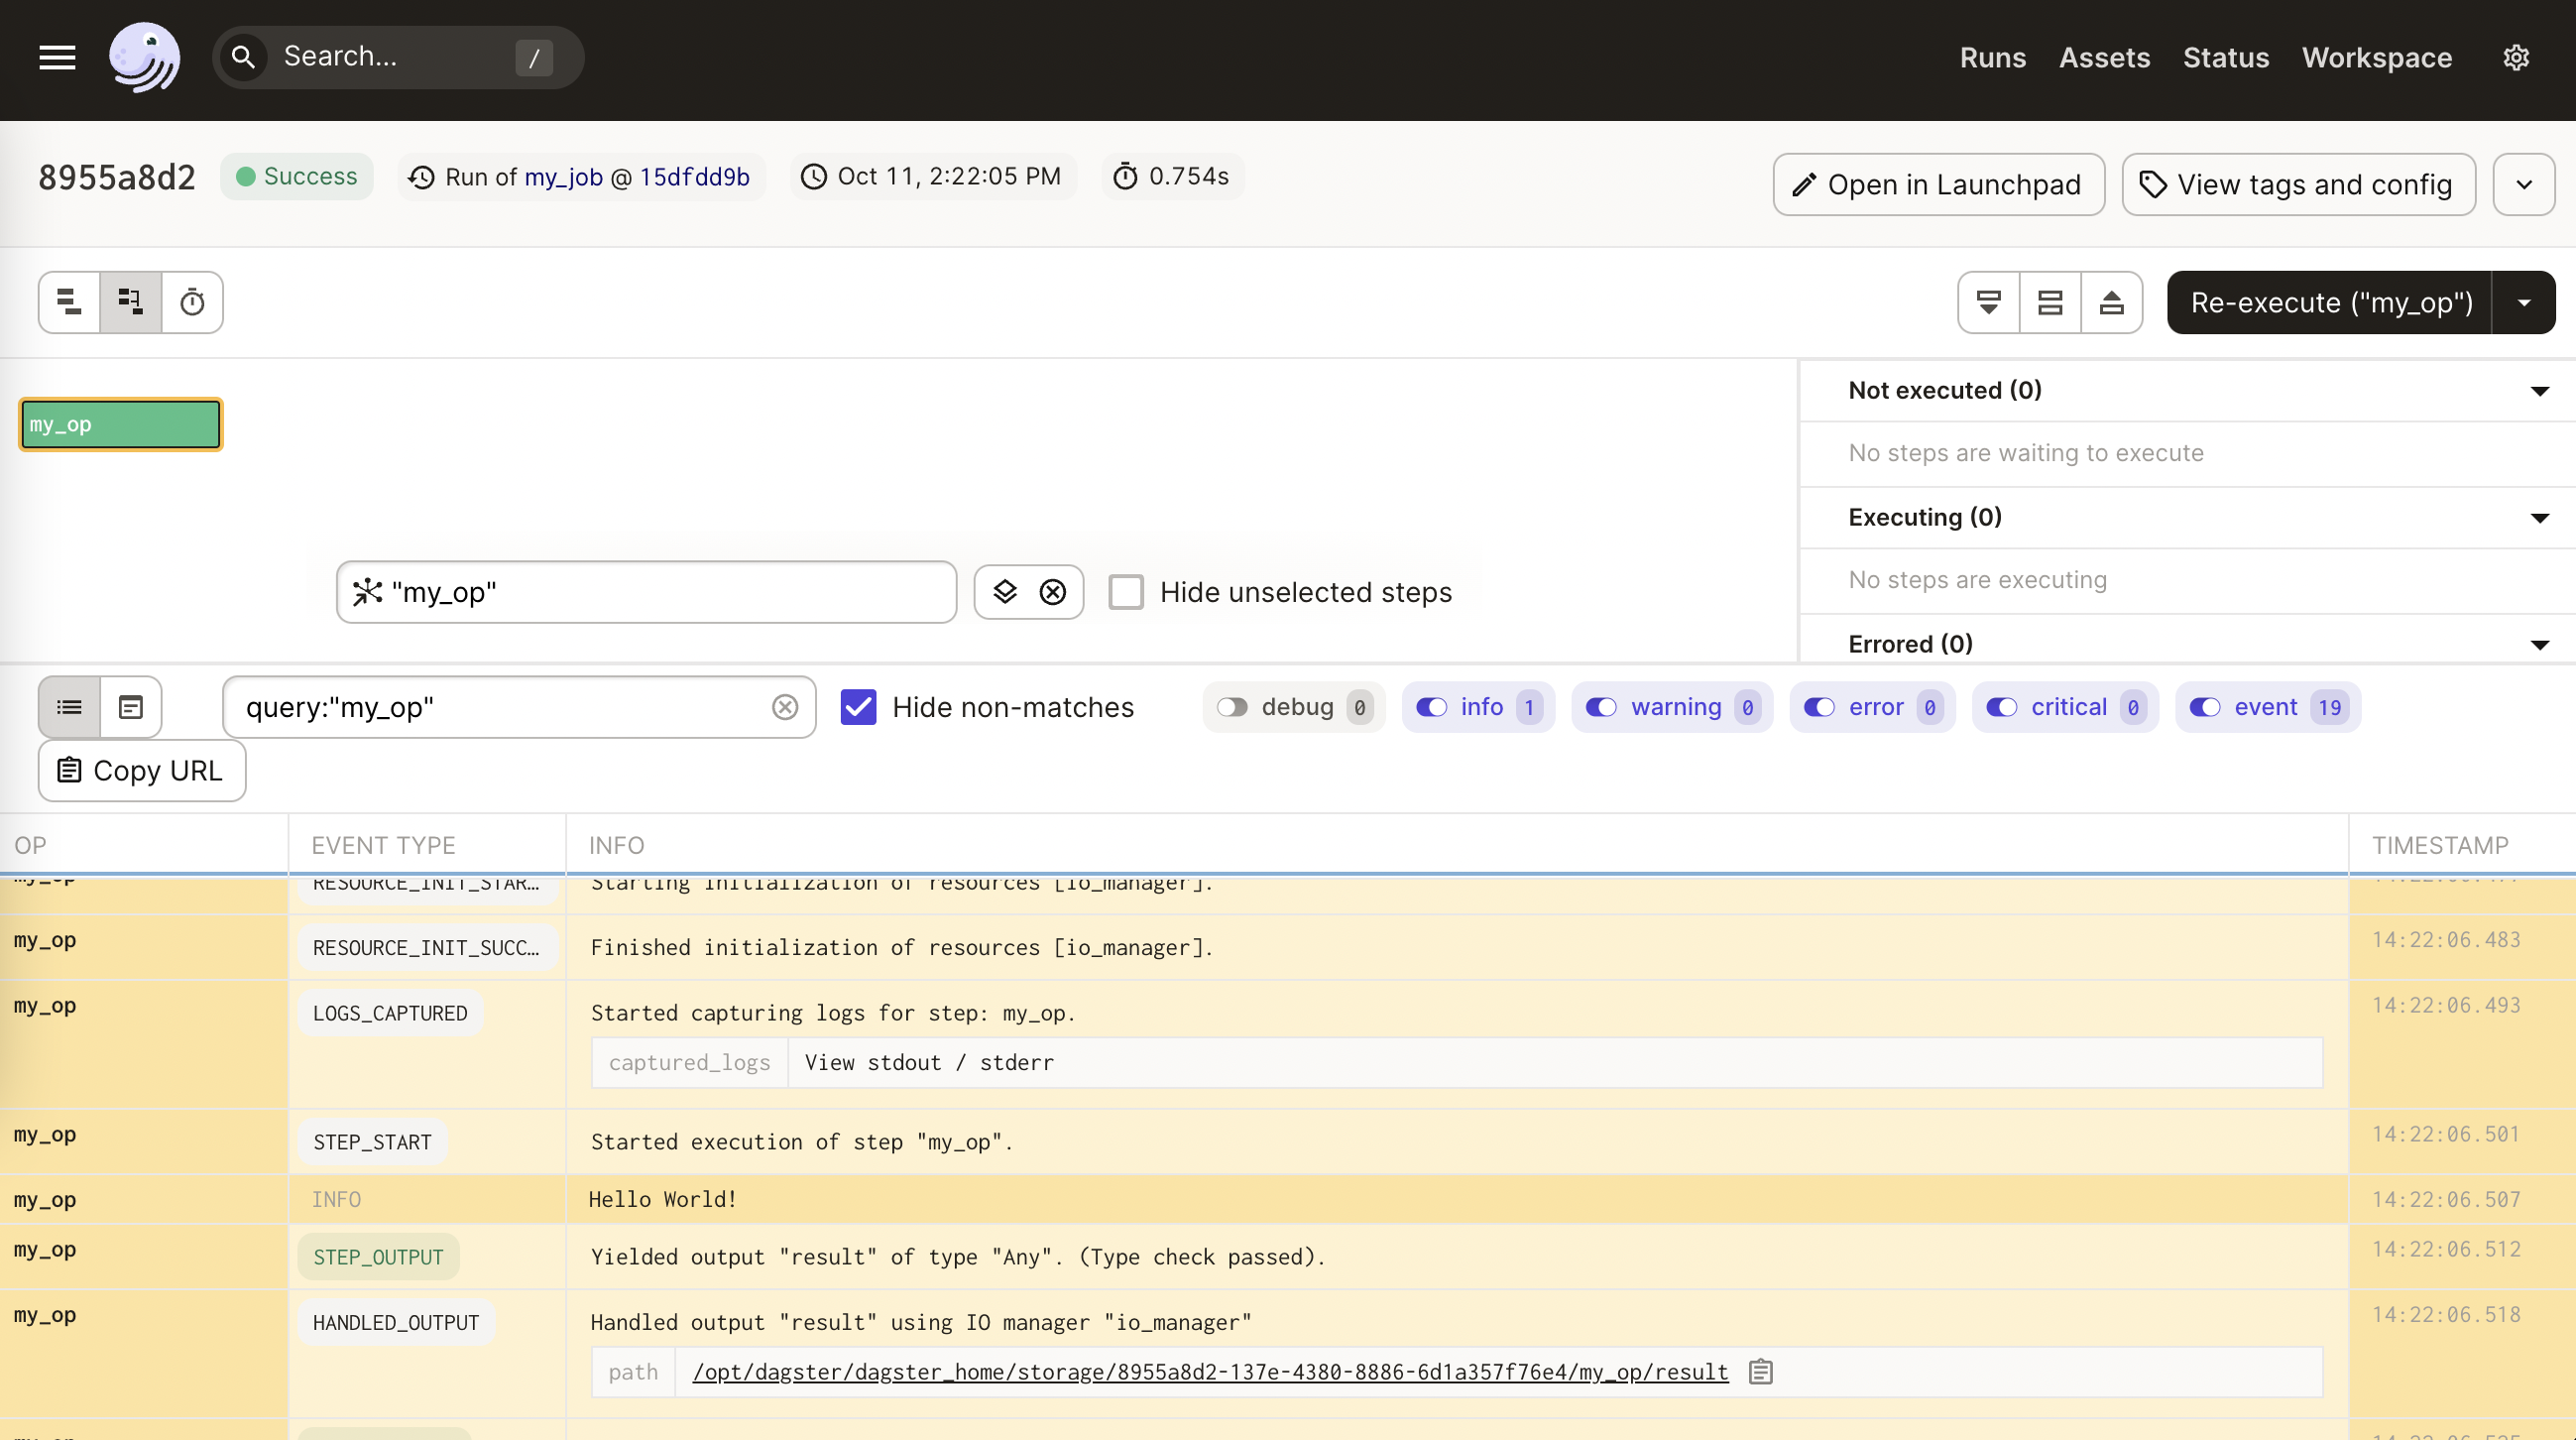 Search... /
Runs Assets Status Workspace
8955a8d2 Success Run of my_job @ 15dfdd9b Oct 11, 2:22:05 PM 0.754s
Open in Launchpad View tags and config
Re-execute ("my_op")
my_op
Not executed (0)
No steps are waiting to execute
Executing (0)
No steps are executing
Errored (0)
"my_op" Hide unselected steps
query:"my_op" Hide non-matches debug 0 info 1 warning 0 error 0 critical 0 event 19
Copy URL
OP EVENT TYPE INFO TIMESTAMP
my_op RESOURCE_INIT_STAR… Starting initialization of resources [io_manager].
my_op RESOURCE_INIT_SUCC… Finished initialization of resources [io_manager]. 14:22:06.483
my_op LOGS_CAPTURED Started capturing logs for step: my_op. 14:22:06.493
captured_logs View stdout / stderr
my_op STEP_START Started execution of step "my_op". 14:22:06.501
my_op INFO Hello World! 14:22:06.507
my_op STEP_OUTPUT Yielded output "result" of type "Any". (Type check passed). 14:22:06.512
my_op HANDLED_OUTPUT Handled output "result" using IO manager "io_manager" 14:22:06.518
path /opt/dagster/dagster_home/storage/8955a8d2-137e-4380-8886-6d1a357f76e4/my_op/result